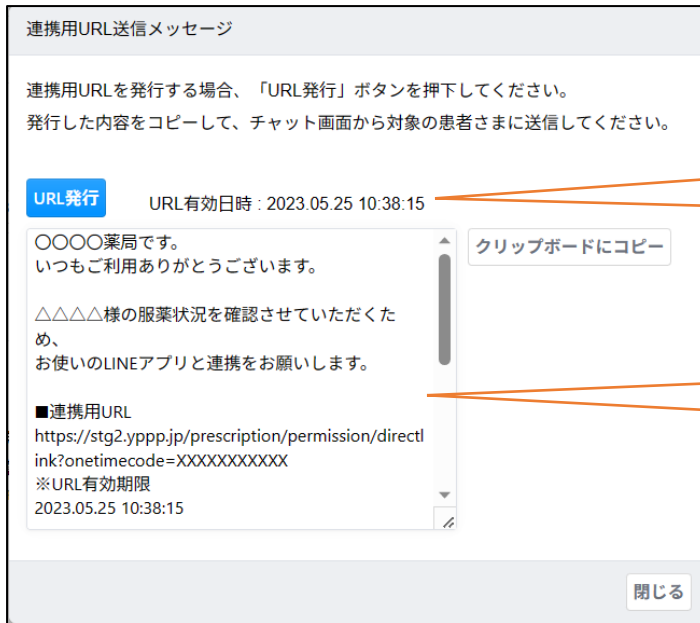 連携用URL送信メッセージ
連携用URLを発行する場合、「URL発行」ボタンを押下してください。
発行した内容をコピーして、チャット画面から対象の患者さまに送信してください。
URL発行
URL有効日時 : 2023.05.25 10:38:15
〇〇〇〇薬局です。
いつもご利用ありがとうございます。
△△△△様の服薬状況を確認させていただくた
め、
お使いのLINEアプリと連携をお願いします。
■連携用URL
https://stg2.yppp.jp/prescription/permission/directl
ink?onetimecode=XXXXXXXXXXX
※URL有効期限
2023.05.25 10:38:15
クリップボードにコピー
閉じる